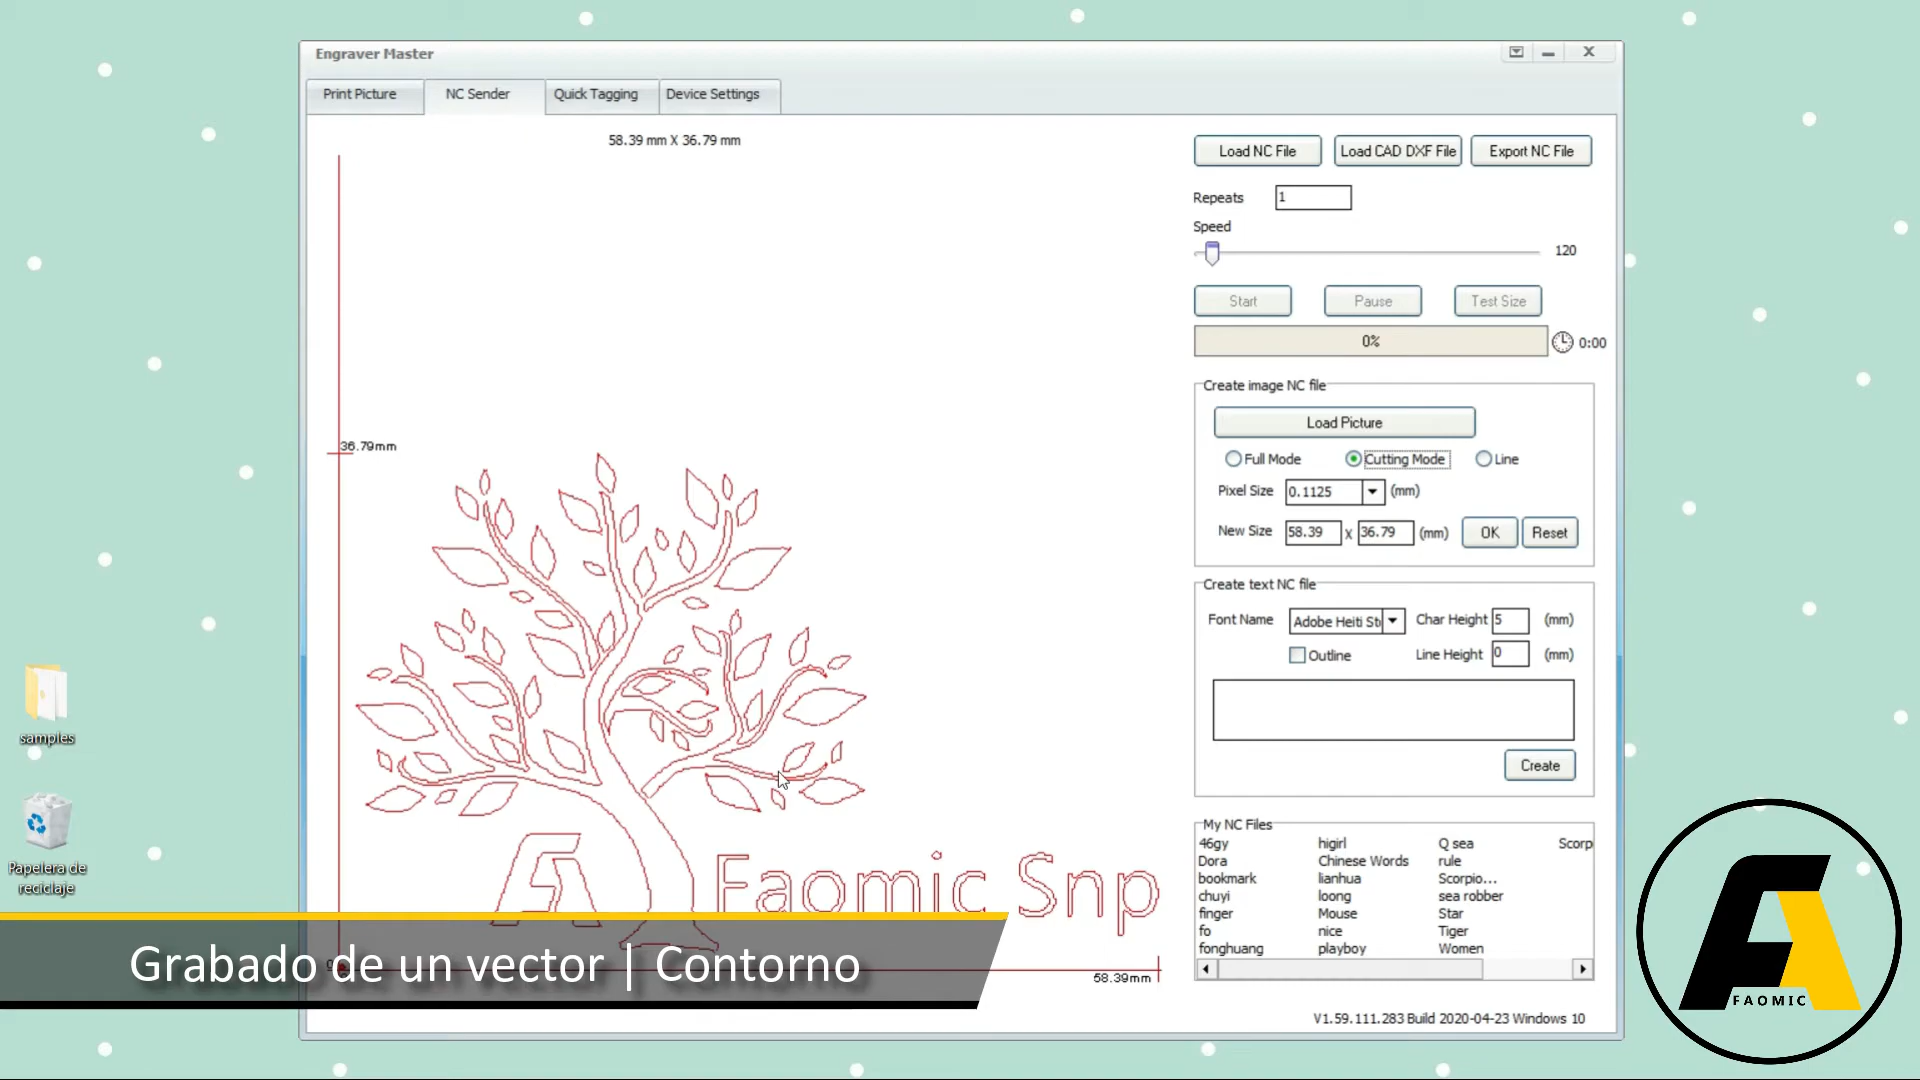 Engraver Master
Print Picture
NC Sender
Quick Tagging
Device Settings
58.39 mm X 36.79 mm
Load NC File
Load CAD DXF File
Export NC File
Repeats
1
Speed
120
Start
Pause
Test Size
0%
0:00
Create image NC file
Load Picture
Full Mode
Cutting Mode
Line
Pixel Size
0.1125
(mm)
New Size
58.39
x
36.79
(mm)
OK
Reset
Create text NC file
Font Name
Adobe Heiti St
Char Height
5
(mm)
Outline
Line Height
0
(mm)
Create
My NC Files
46gy higirl Q sea Scorp
Dora Chinese Words rule
bookmark lianhua Scorpio...
chuyi loong sea robber
finger Mouse Star
fo nice Tiger
fonghuang playboy Women
V1.59.111.283 Build 2020-04-23 Windows 10
36.79mm
Faomic Snp
58.39mm
samples
Papelera de
reciclaje
Grabado de un vector | Contorno
FAOMIC